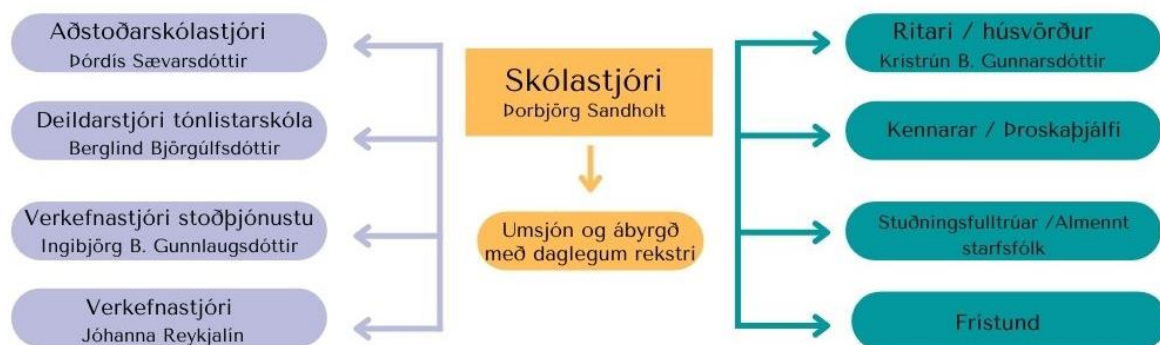 Aðstoðarskólastjóri
Þórdís Sævarsdóttir
Deildarstjóri tónlistarskóla
Berglind Björgúlfsdóttir
Verkefnastjóri stoðþjónustu
Ingibjörg B. Gunnlaugsdóttir
Verkefnastjóri
Jóhanna Reykjalín
Skólastjóri
Þorbjörg Sandholt
Umsjón og ábyrgð
með daglegum rekstri
Ritari / húsvörður
Kristrún B. Gunnarsdóttir
Kennarar / Þroskaþjálfi
Stuðningsfulltrúar /Almennt
starfsfólk
Frístund